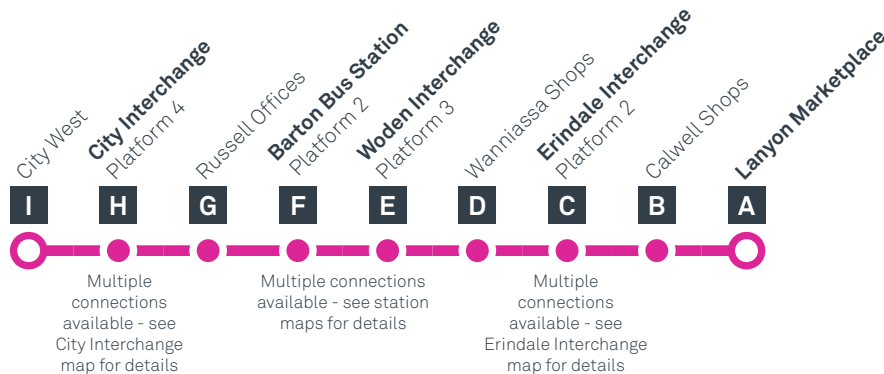 City West
City Interchange
Platform 4
Russell Offices
Barton Bus Station
Platform 2
Woden Interchange
Platform 3
Wanniassa Shops
Erindale Interchange
Platform 2
Calwell Shops
Lanyon Marketplace
I H G F E D C B A
Multiple
connections
available - see
City Interchange
map for details
Multiple connections
available - see station
maps for details
Multiple
connections
available - see
Erindale Interchange
map for details